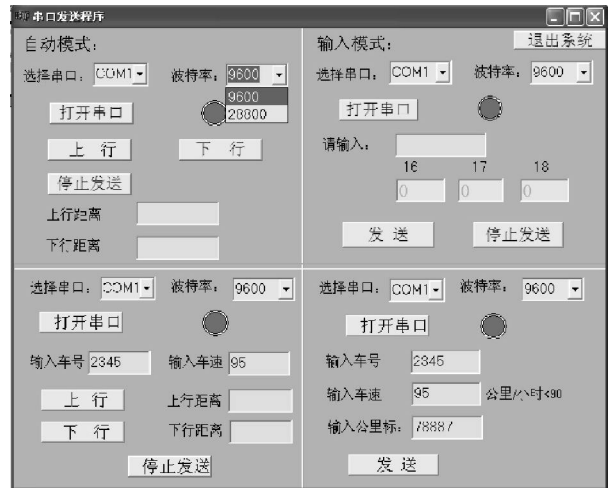 串口发送程序
自动模式：
选择串口： COM1 波特率： 9600
9600
28800
打开串口
上 行 下 行
停止发送
上行距离
下行距离
输入模式： 退出系统
选择串口： COM1 波特率： 9600
打开串口
请输入：
16 17 18
0 0 0
发 送 停止发送
选择串口： COM1 波特率： 9600
打开串口
输入车号 2345 输入车速 95
上 行 上行距离
下 行 下行距离
停止发送
选择串口： COM1 波特率： 9600
打开串口
输入车号 2345
输入车速 95 公里/小时<90
输入公里标： 78887
发 送